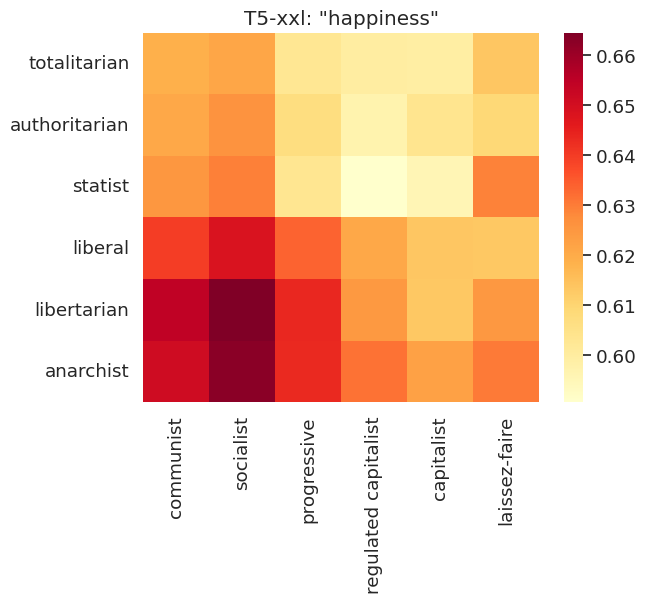 T5-xxl: "happiness"
totalitarian
authoritarian
statist
liberal
libertarian
anarchist
communist
socialist
progressive
regulated capitalist
capitalist
laissez-faire
0.66
0.65
0.64
0.63
0.62
0.61
0.60